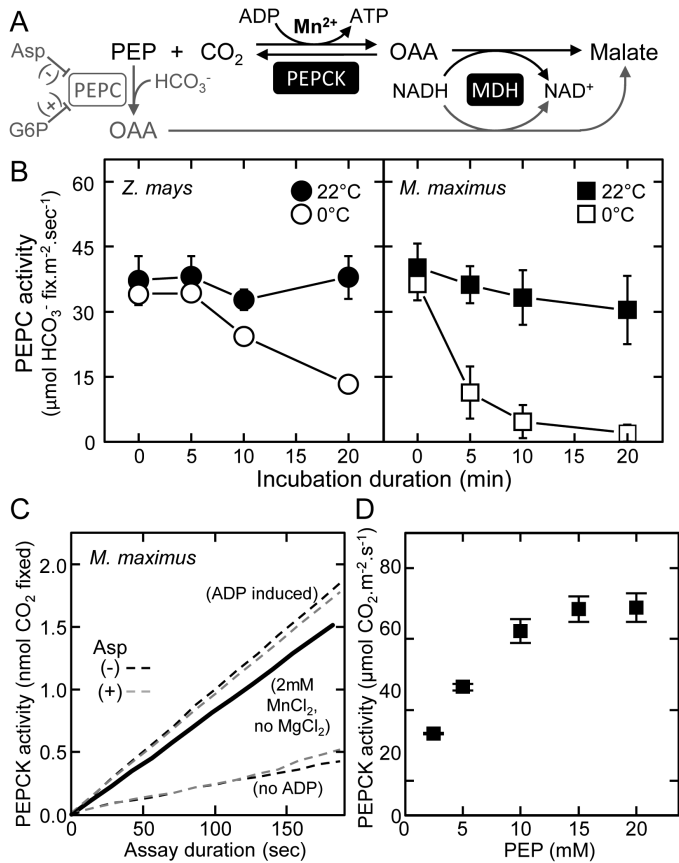 A
ADP Mn2+ ATP
Asp
PEP + CO2 OAA Malate
(-)
PEPC HCO3-
PEPCK
NADH MDH NAD+
(+)
G6P OAA
B
Z. mays
22°C
0°C
M. maximus
22°C
0°C
PEPC activity
(µmol HCO3- fix.m-2.sec-1)
60
45
30
15
0
0 5 10 15 20 0 5 10 15 20
Incubation duration (min)
C
M. maximus
PEPCK activity (nmol CO2 fixed)
2.0
1.5
1.0
0.5
0
(ADP induced)
Asp
(-)
(+)
(2mM
MnCl2,
no MgCl2)
(no ADP)
0 50 100 150
Assay duration (sec)
D
PEPCK activity (µmol CO2.m-2.s-1)
80
60
40
20
0
0 5 10 15 20
PEP (mM)